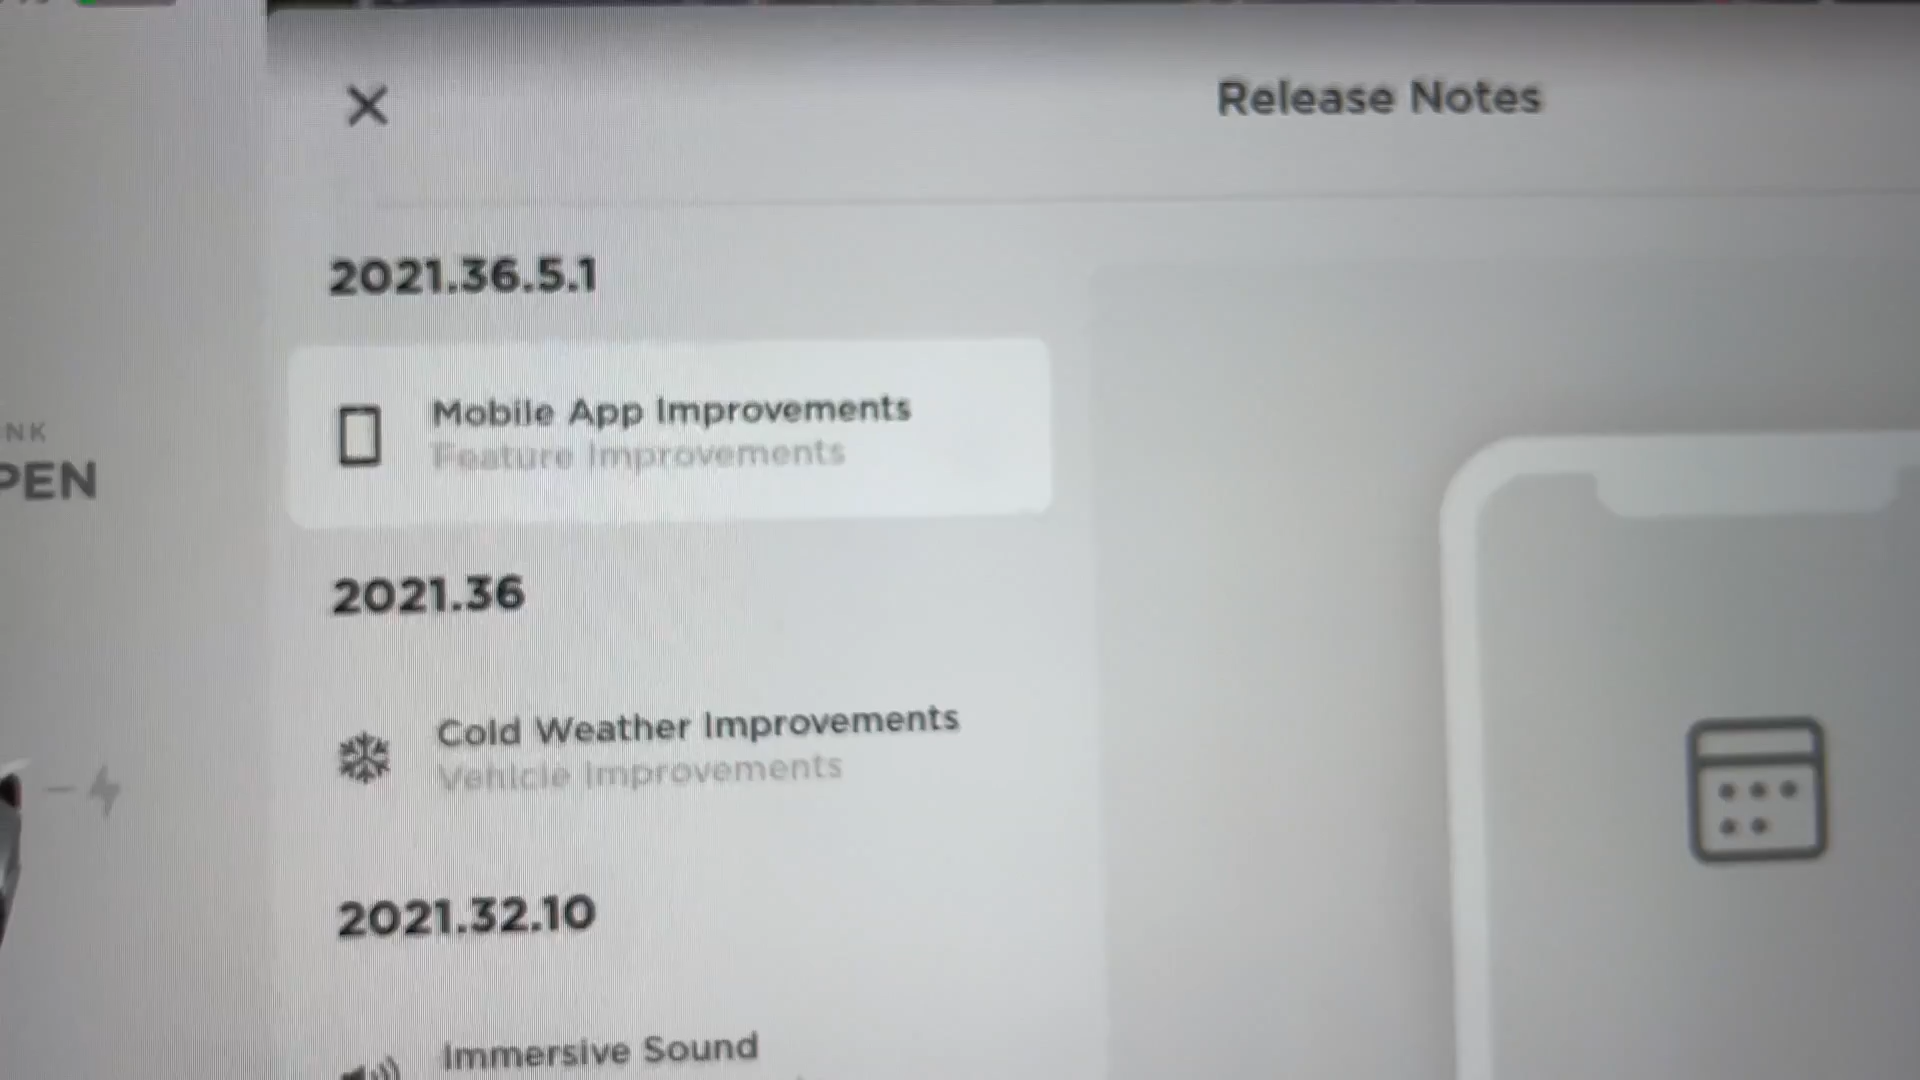 Release Notes
2021.36.5.1
Mobile App Improvements
Feature Improvements
NK
PEN
2021.36
Cold Weather Improvements
Vehicle Improvements
2021.32.10
Immersive Sound